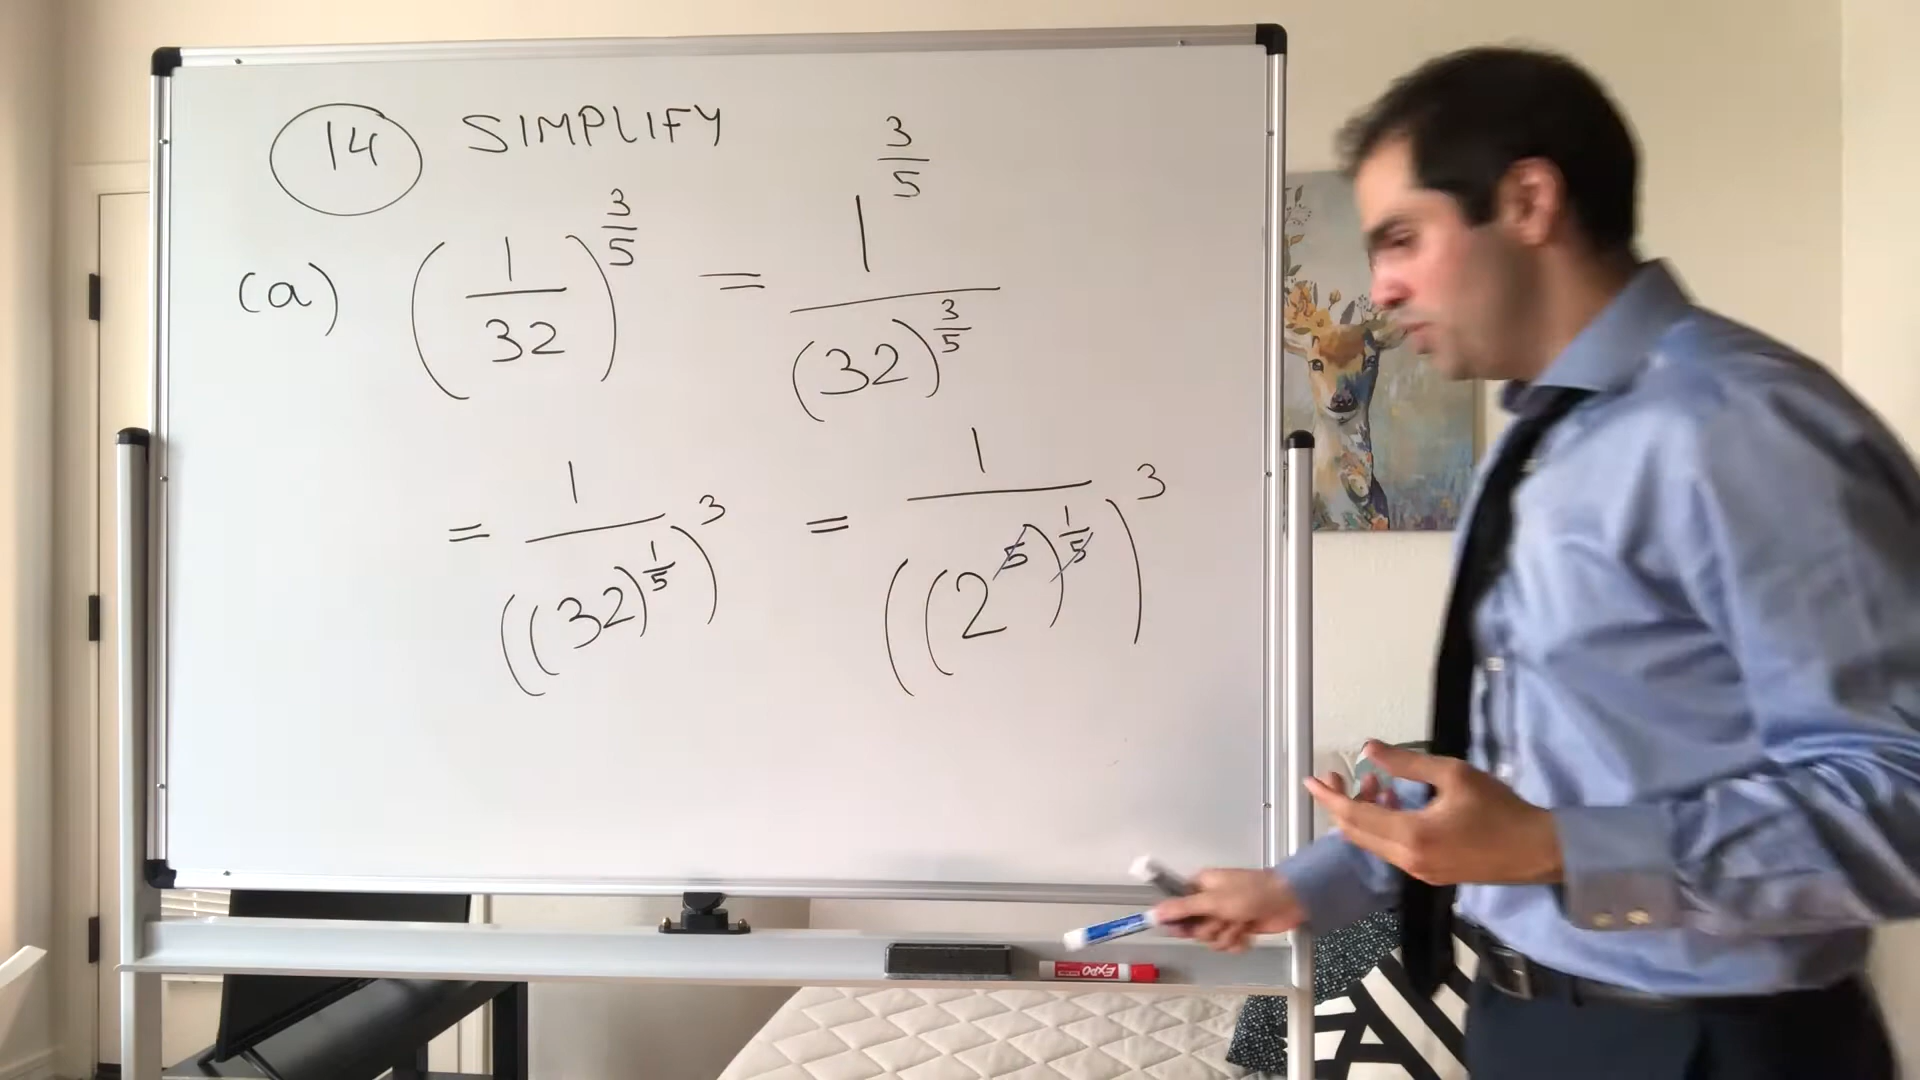 14 SIMPLIFY
(a) (1/32)^(3/5) = 1^(3/5)/(32)^(3/5)
= 1/((32)^(1/5))^3 = 1/((2^5)^(1/5))^3
EXPO